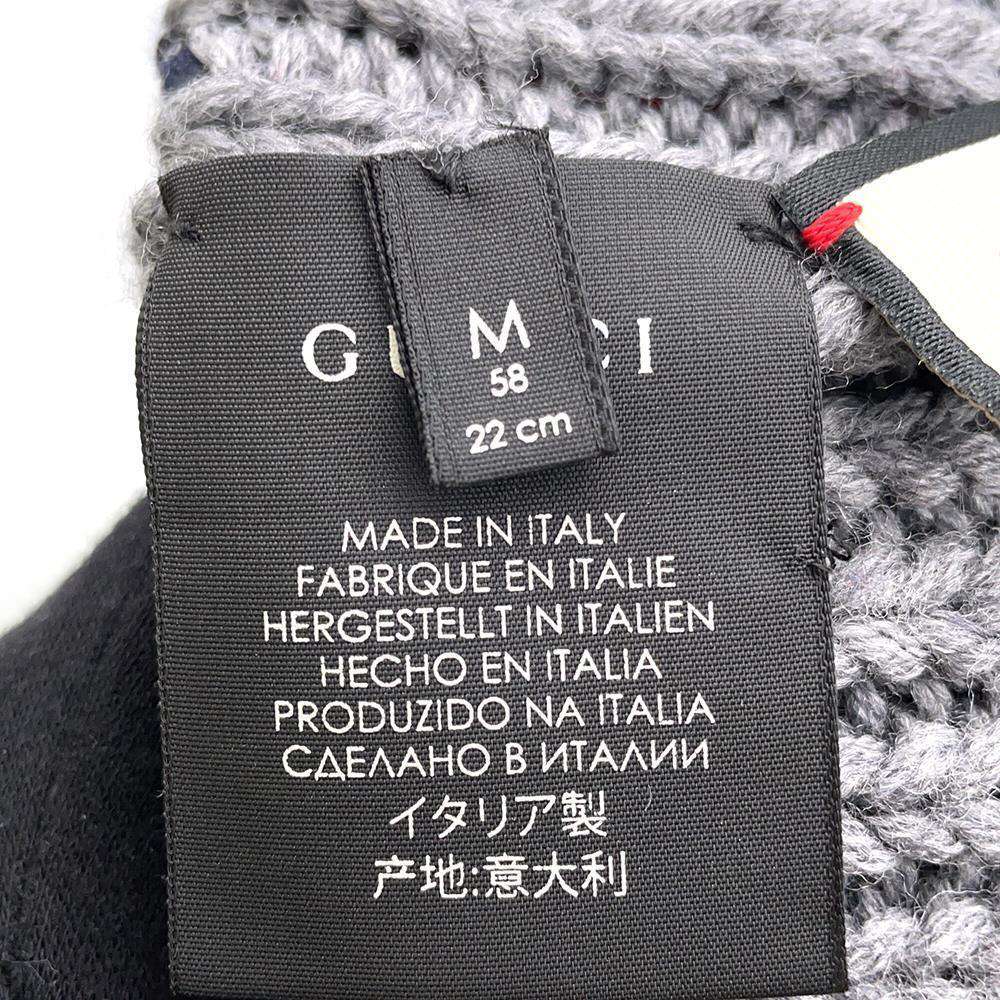 GUCCI
M
58
22 cm
MADE IN ITALY
FABRIQUE EN ITALIE
HERGESTELLT IN ITALIEN
HECHO EN ITALIA
PRODUZIDO NA ITALIA
СДЕЛАНО В ИТАЛИИ
イタリア製
产地:意大利